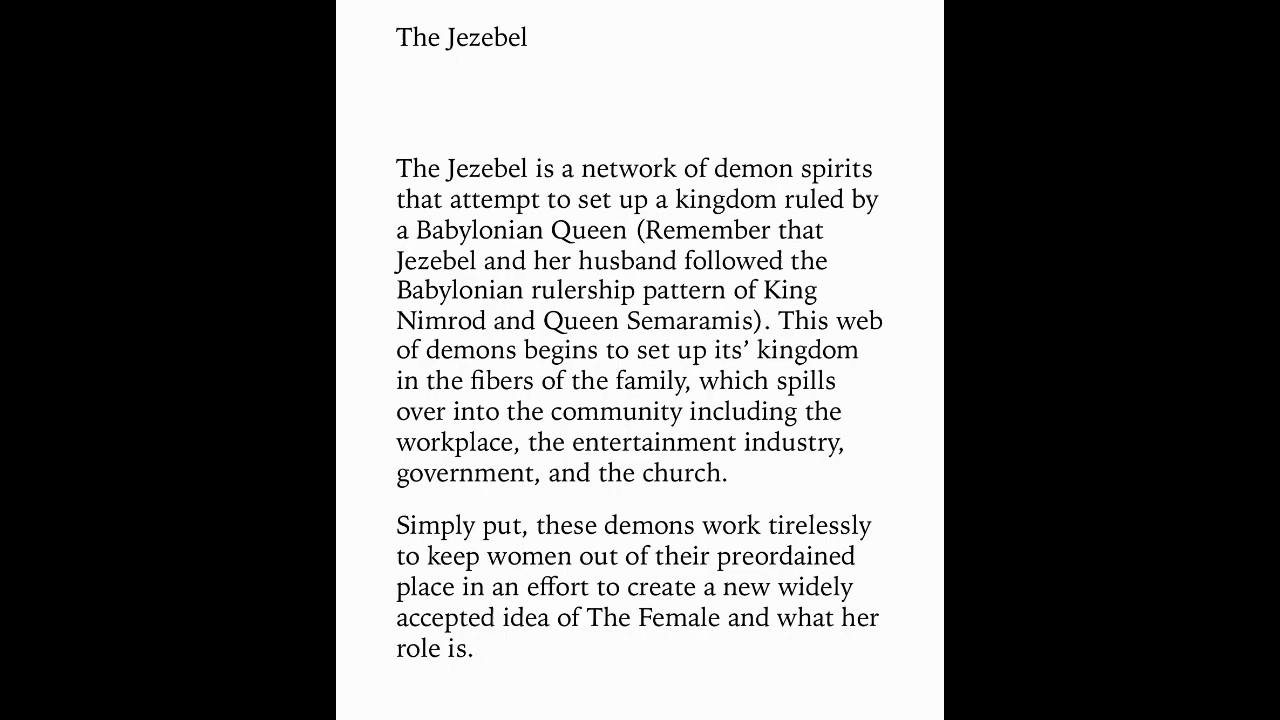 The Jezebel
The Jezebel is a network of demon spirits
that attempt to set up a kingdom ruled by
a Babylonian Queen (Remember that
Jezebel and her husband followed the
Babylonian rulership pattern of King
Nimrod and Queen Semaramis). This web
of demons begins to set up its’ kingdom
in the fibers of the family, which spills
over into the community including the
workplace, the entertainment industry,
government, and the church.
Simply put, these demons work tirelessly
to keep women out of their preordained
place in an effort to create a new widely
accepted idea of The Female and what her
role is.